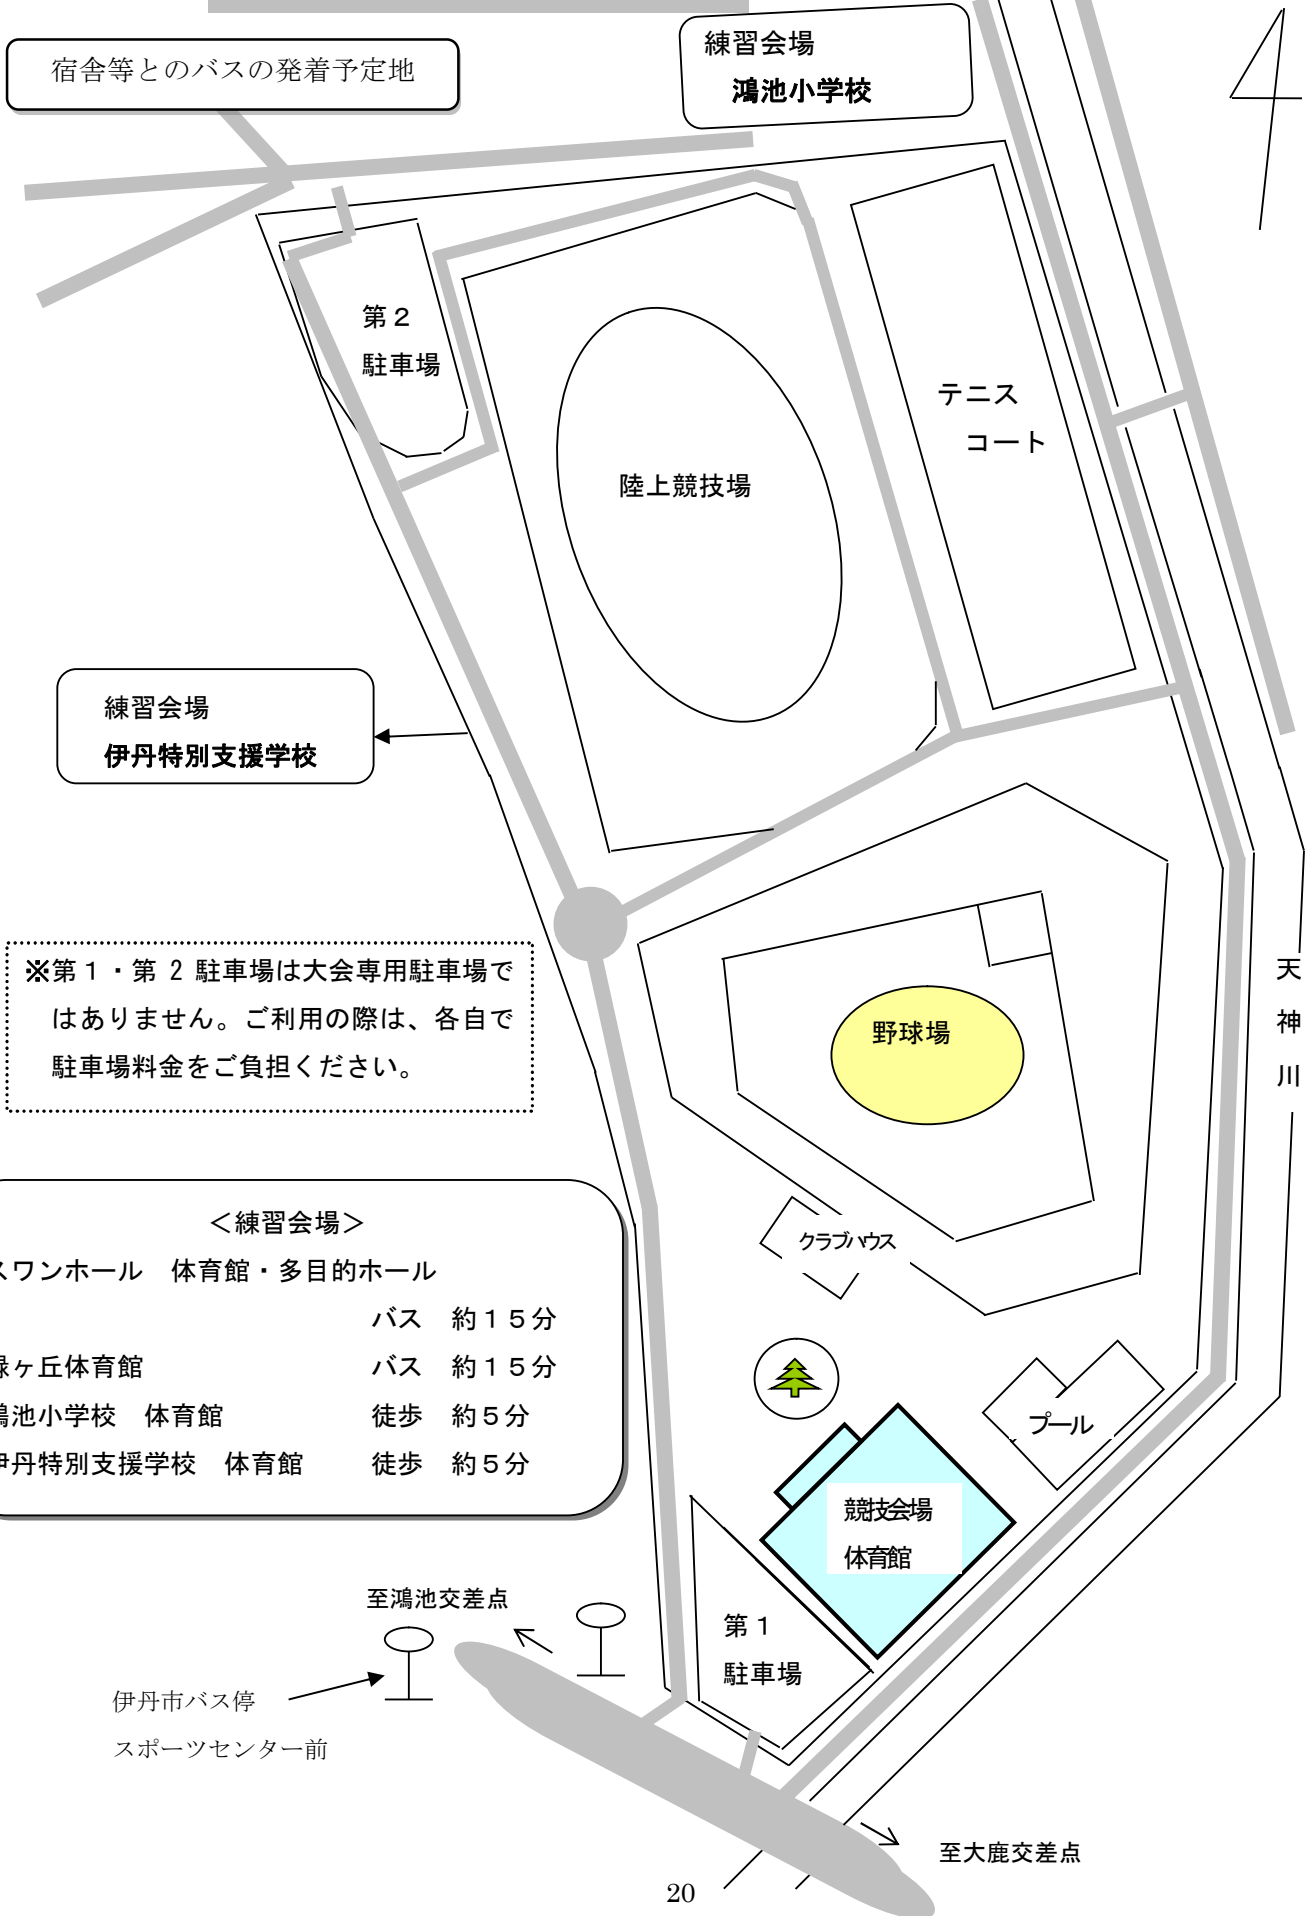 宿舎等とのバスの発着予定地
練習会場
鴻池小学校
第２
駐車場
テニス
コート
陸上競技場
練習会場
伊丹特別支援学校
※第１・第 2 駐車場は大会専用駐車場で
はありません。ご利用の際は、各自で
駐車場料金をご負担ください。
野球場
天
神
川
＜練習会場＞
スワンホール　体育館・多目的ホール
バス　約１５分
緑ヶ丘体育館　バス　約１５分
鴻池小学校　体育館　徒歩　約５分
伊丹特別支援学校　体育館　徒歩　約５分
クラブハウス
プール
競技会場
体育館
第１
駐車場
至鴻池交差点
伊丹市バス停
スポーツセンター前
至大鹿交差点
20